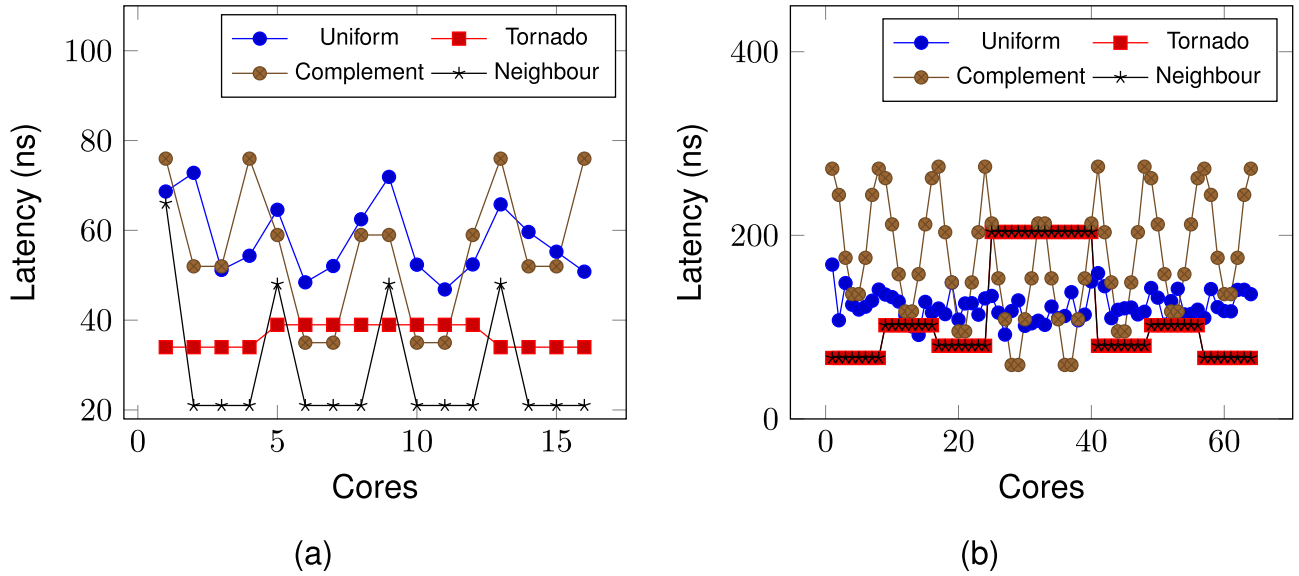 Uniform Tornado
Complement Neighbour
100
80
60
40
20
0 5 10 15
Latency (ns)
Cores
(a)
Uniform Tornado
Complement Neighbour
400
200
0
0 20 40 60
Latency (ns)
Cores
(b)